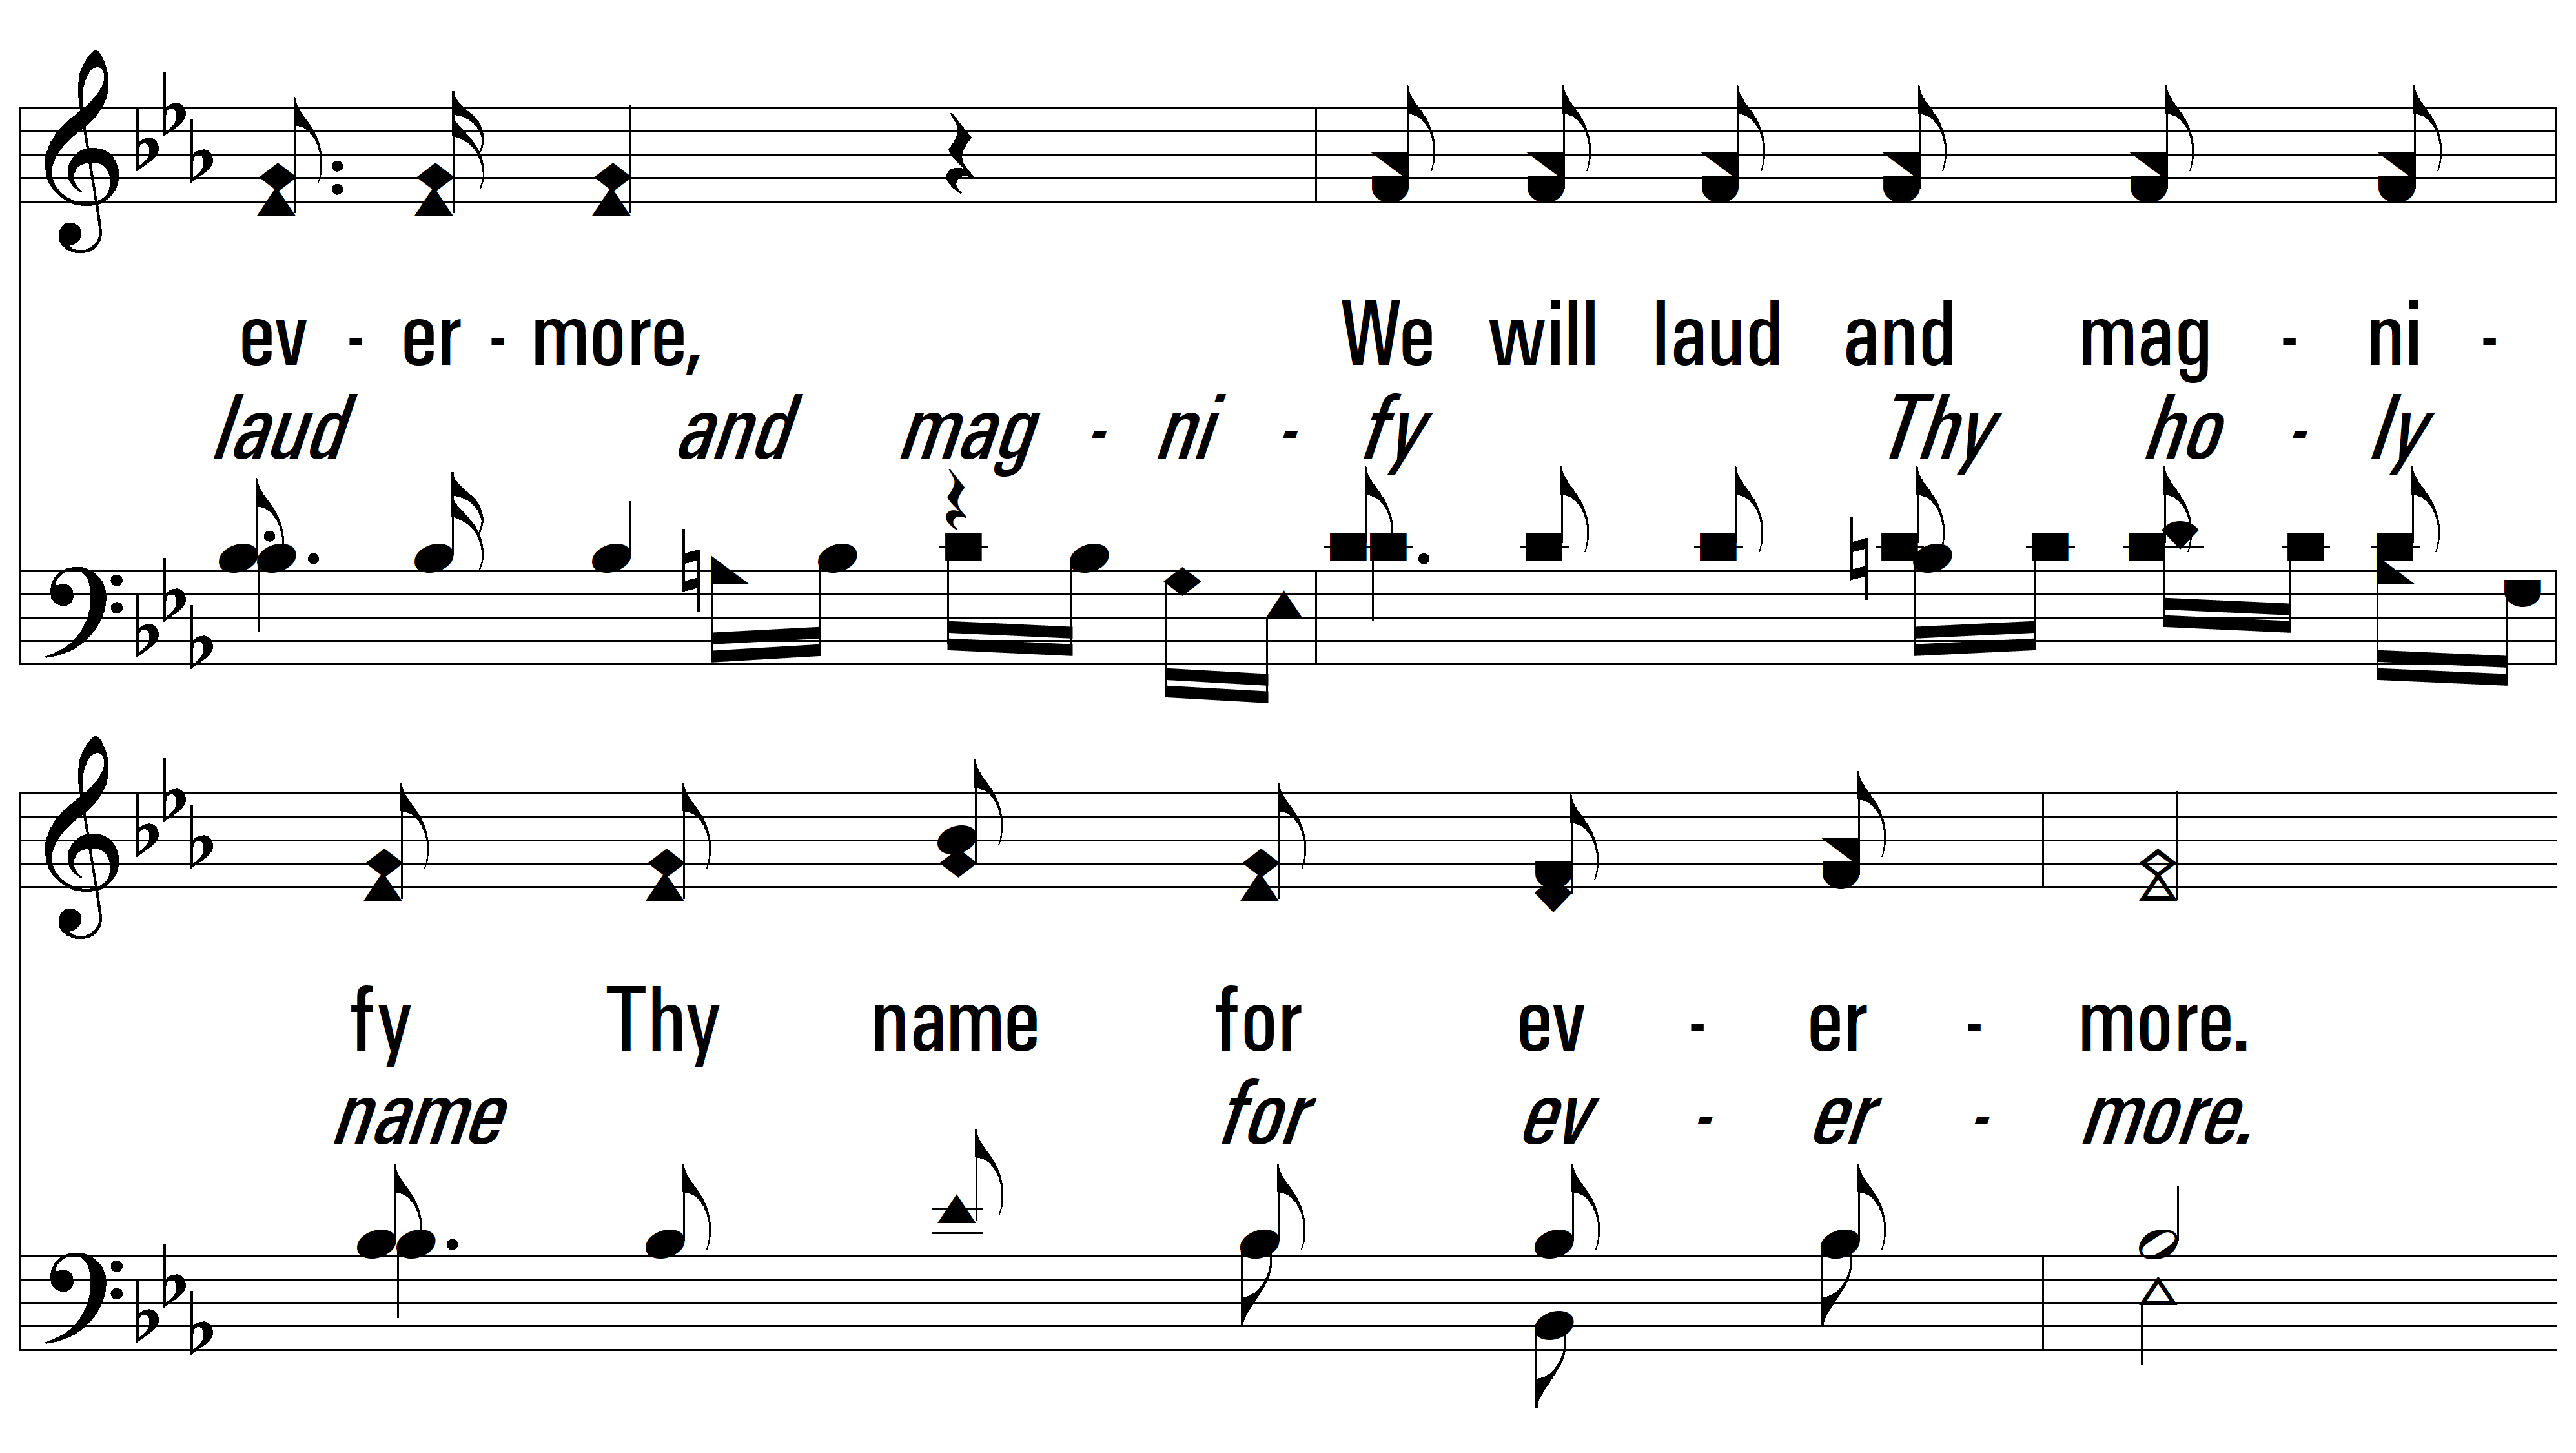 ev - er - more, We will laud and mag - ni -
laud and mag - ni - fy Thy ho - ly
fy Thy name for ev - er - more.
name for ev - er - more.